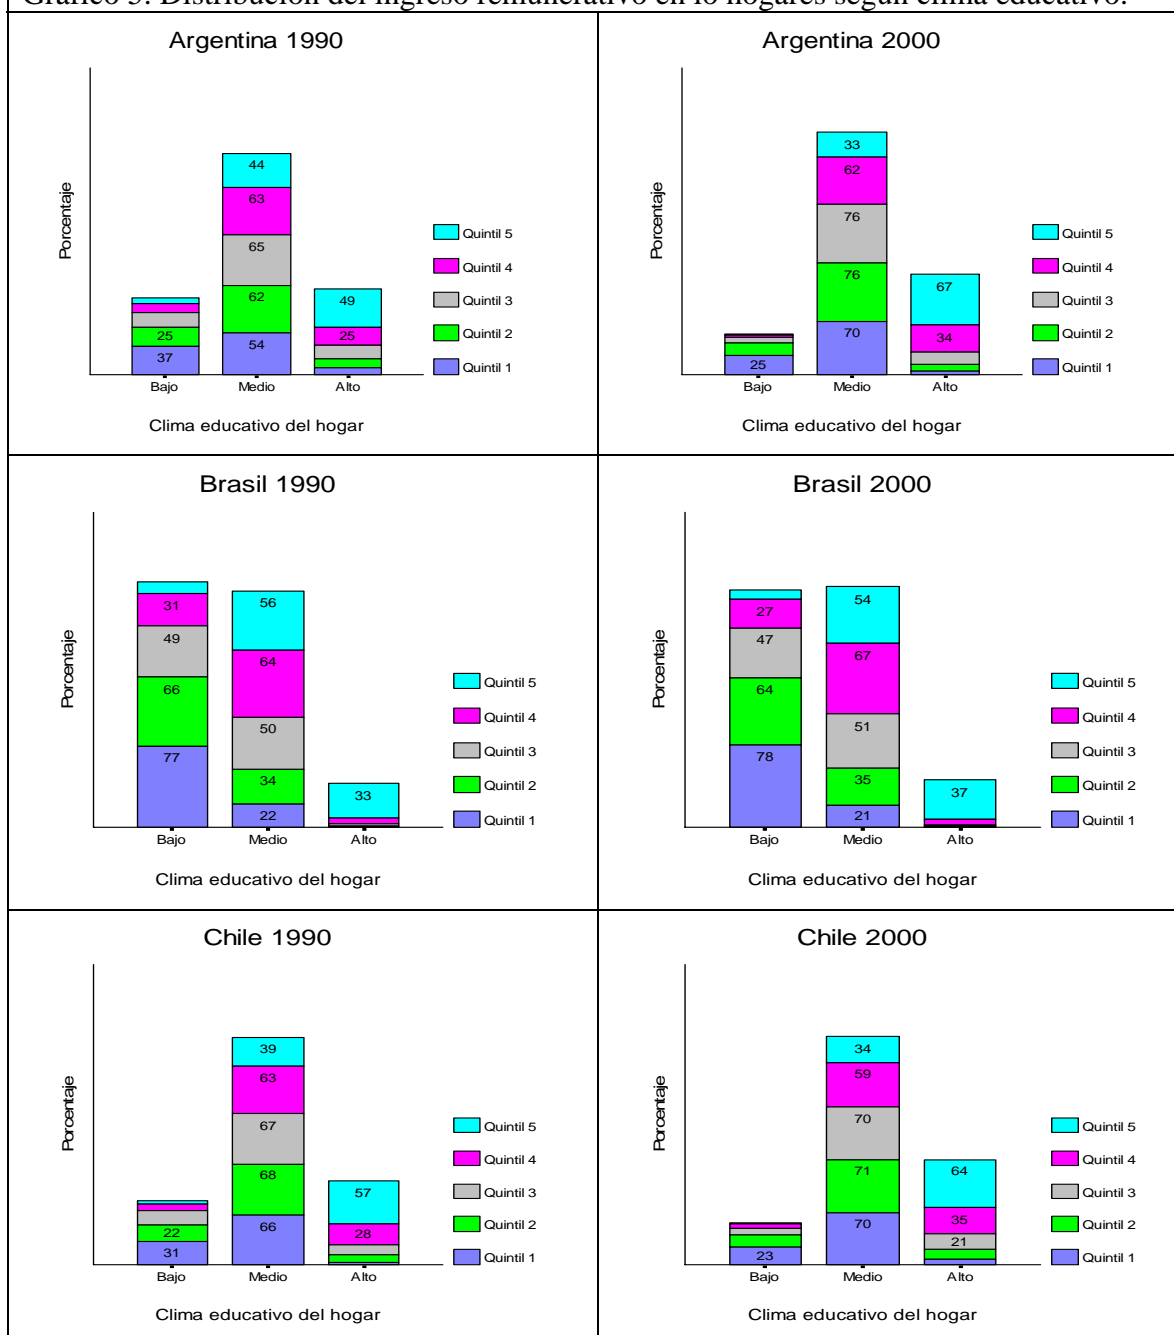 Gráfico 3. Distribución del ingreso remunerativo en lo hogares según clima educativo.
Argentina 1990
Porcentaje
44
63
65
62
54
25
37
49
25
Quintil 5
Quintil 4
Quintil 3
Quintil 2
Quintil 1
Bajo Medio Alto
Clima educativo del hogar
Argentina 2000
Porcentaje
33
62
76
76
70
25
67
34
Quintil 5
Quintil 4
Quintil 3
Quintil 2
Quintil 1
Bajo Medio Alto
Clima educativo del hogar
Brasil 1990
Porcentaje
31
49
66
77
56
64
50
34
22
33
Quintil 5
Quintil 4
Quintil 3
Quintil 2
Quintil 1
Bajo Medio Alto
Clima educativo del hogar
Brasil 2000
Porcentaje
27
47
64
78
54
67
51
35
21
37
Quintil 5
Quintil 4
Quintil 3
Quintil 2
Quintil 1
Bajo Medio Alto
Clima educativo del hogar
Chile 1990
Porcentaje
39
63
67
68
66
22
31
57
28
Quintil 5
Quintil 4
Quintil 3
Quintil 2
Quintil 1
Bajo Medio Alto
Clima educativo del hogar
Chile 2000
Porcentaje
34
59
70
71
70
23
64
35
21
Quintil 5
Quintil 4
Quintil 3
Quintil 2
Quintil 1
Bajo Medio Alto
Clima educativo del hogar